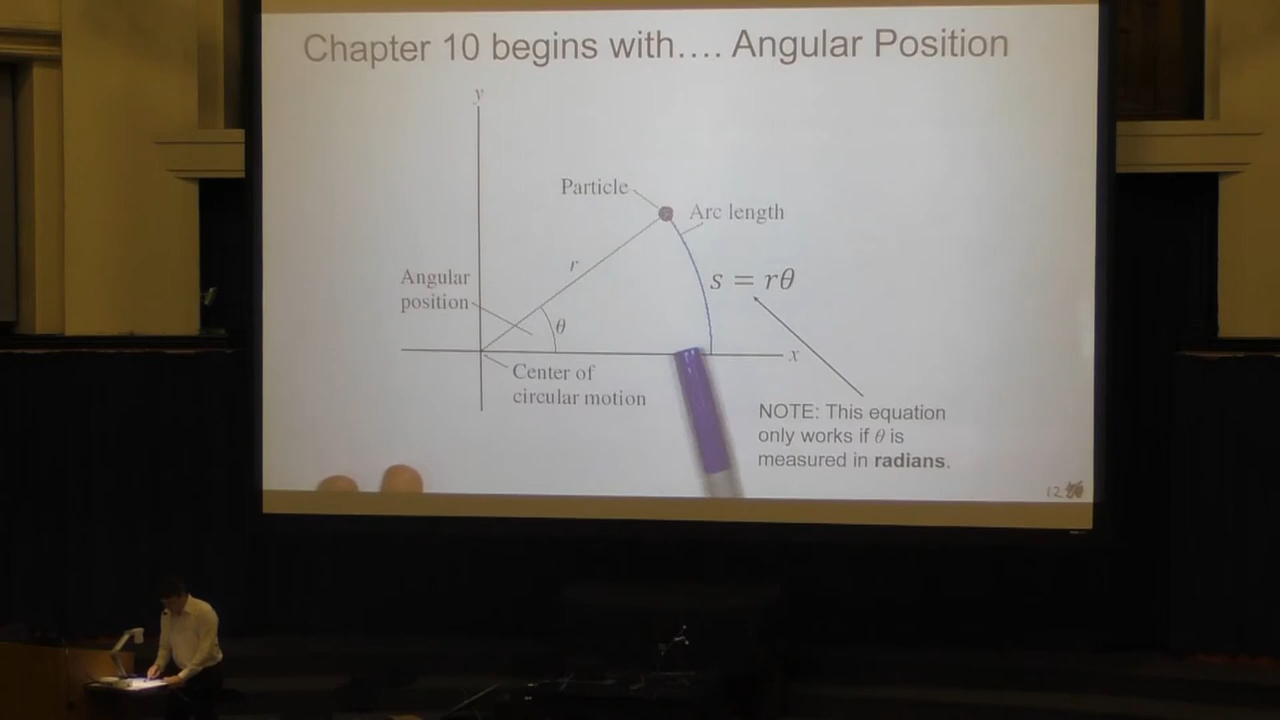 Chapter 10 begins with…. Angular Position
y
Particle
Arc length
r
s = rθ
Angular
position
θ
x
Center of
circular motion
NOTE: This equation
only works if θ is
measured in radians.
12